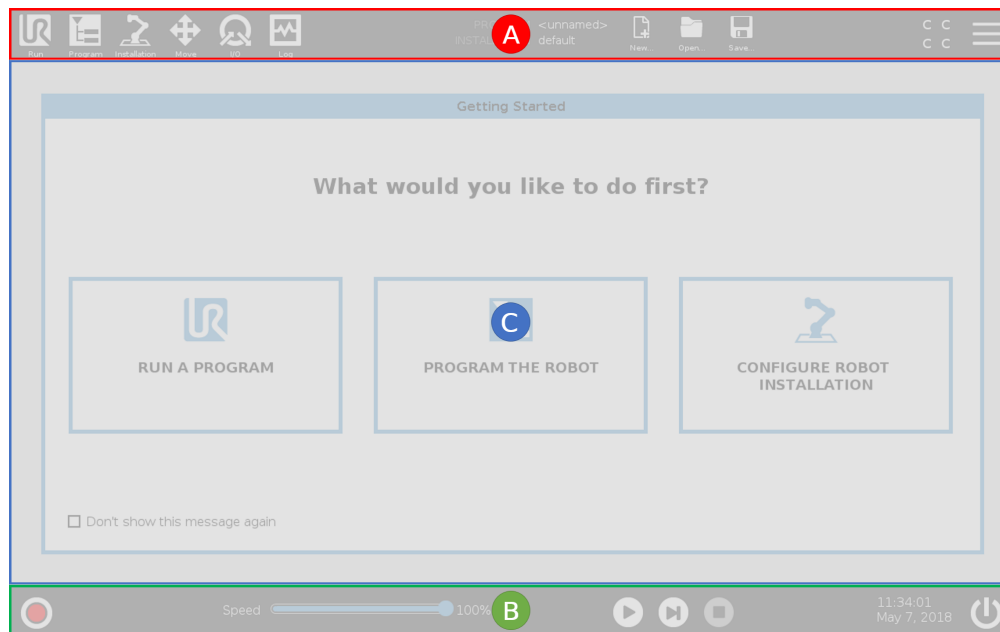 <unnamed>
default
C C
C C
Run
Program
Installation
Move
I/O
Log
A
New...
Open...
Save...
Getting Started
What would you like to do first?
C
RUN A PROGRAM
PROGRAM THE ROBOT
CONFIGURE ROBOT
INSTALLATION
Don't show this message again
Speed
100%
B
11:34:01
May 7, 2018